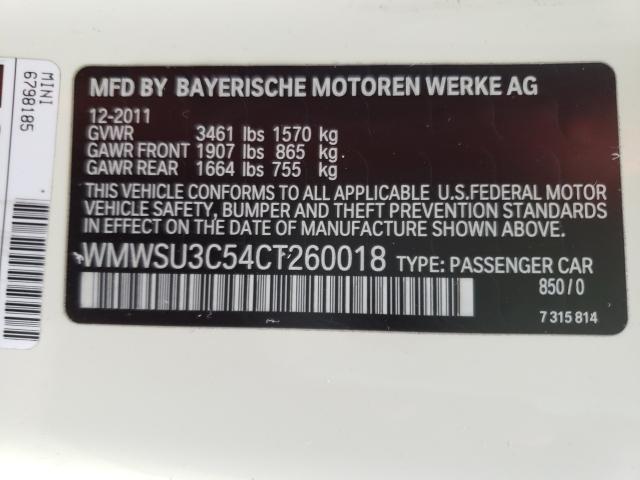 MINI
6798185
MFD BY BAYERISCHE MOTOREN WERKE AG
12-2011
GVWR 3461 lbs 1570 kg
GAWR FRONT 1907 lbs 865 kg
GAWR REAR 1664 lbs 755 kg
THIS VEHICLE CONFORMS TO ALL APPLICABLE U.S.FEDERAL MOTOR
VEHICLE SAFETY, BUMPER, AND THEFT PREVENTION STANDARDS
IN EFFECT ON THE DATE OF MANUFACTURE SHOWN ABOVE.
WMWSU3C54CT260018 TYPE: PASSENGER CAR
850/0
7 315 814